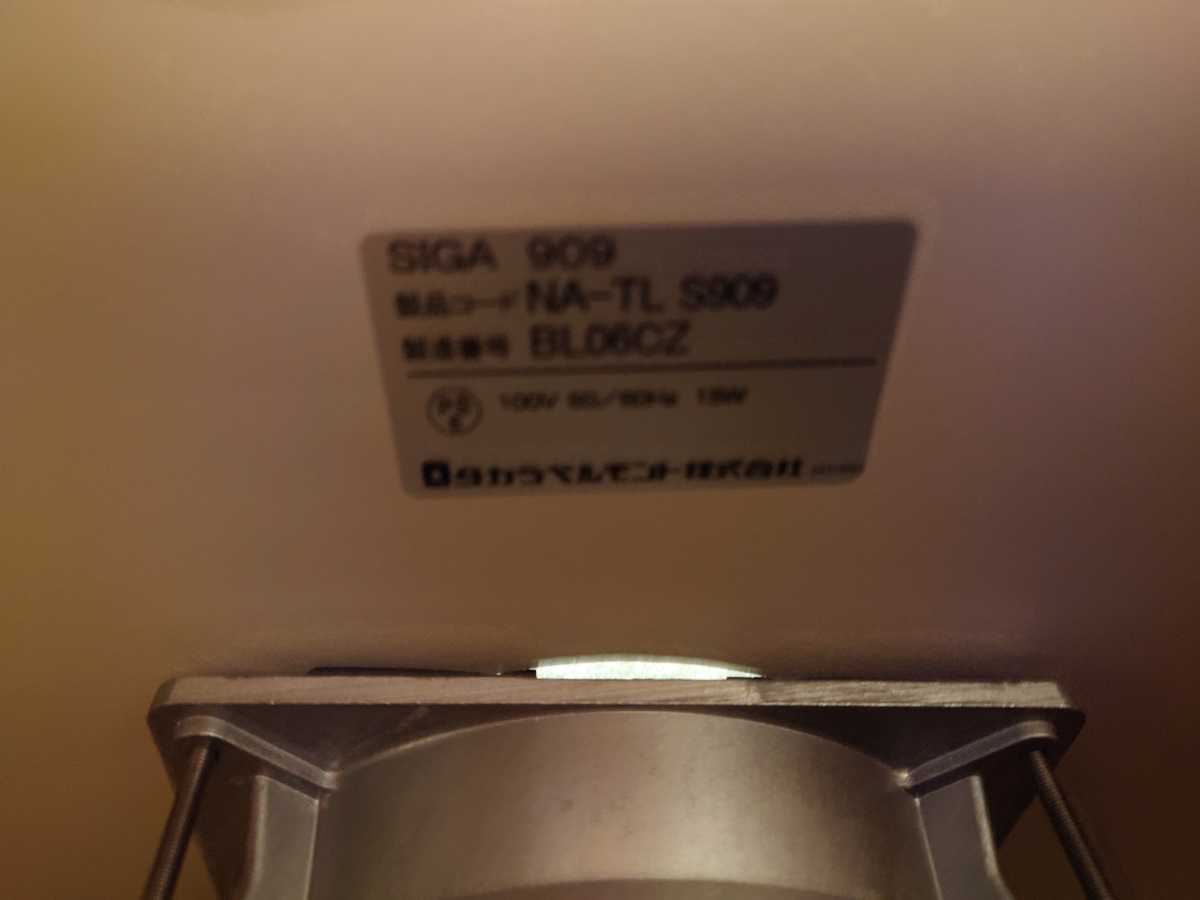 SIGA 909
製品コード NA-TL S909
製造番号 BL06CZ
PS E 100V 50/60Hz
タカラベルモント株式会社